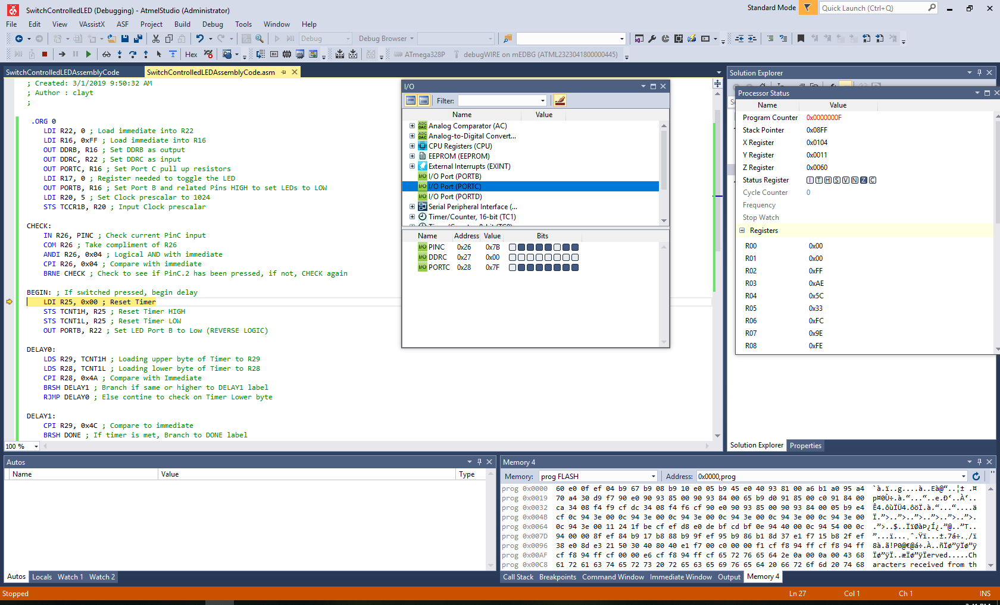 SwitchControlledLED (Debugging) - AtmelStudio (Administrator)
Standard Mode
Quick Launch (Ctrl+Q)
File Edit View VAssistX ASF Project Build Debug Tools Window Help
Debug Debug Browser
Hex ATmega328P debugWIRE on mEDBG (ATML2323041800000445)
SwitchControlledLEDAssemblyCode SwitchControlledLEDAssemblyCode.asm
; Created: 3/1/2019 9:50:32 AM
; Author : clayt
;
.ORG 0
LDI R22, 0 ; Load immediate into R22
LDI R16, 0xFF ; Load immediate into R16
OUT DDRB, R16 ; Set DDRB as output
OUT DDRC, R22 ; Set DDRC as input
OUT PORTC, R16 ; Set Port C pull up resistors
LDI R17, 0 ; Register needed to toggle the LED
OUT PORTB, R16 ; Set Port B and related Pins HIGH to set LEDs to LOW
LDI R20, 5 ; Set Clock prescalar to 1024
STS TCCR1B, R20 ; Input Clock prescalar
CHECK:
IN R26, PINC ; Check current PinC input
COM R26 ; Take compliment of R26
ANDI R26, 0x04 ; Logical AND with immediate
CPI R26, 0x04 ; Compare with immediate
BRNE CHECK ; Check to see if PinC.2 has been pressed, if not, CHECK again
BEGIN: ; If switched pressed, begin delay
LDI R25, 0x00 ; Reset Timer
STS TCNT1H, R25 ; Reset Timer HIGH
STS TCNT1L, R25 ; Reset Timer LOW
OUT PORTB, R22 ; Set LED Port B to Low (REVERSE LOGIC)
DELAY0:
LDS R29, TCNT1H ; Loading upper byte of Timer to R29
LDS R28, TCNT1L ; Loading lower byte of Timer to R28
CPI R28, 0x4A ; Compare with Immediate
BRSH DELAY1 ; Branch if same or higher to DELAY1 label
RJMP DELAY0 ; Else contine to check on Timer Lower byte
DELAY1:
CPI R29, 0x4C ; Compare to immediate
BRSH DONE ; If timer is met, Branch to DONE label
100 %
I/O
Filter:
Name Value
Analog Comparator (AC)
Analog-to-Digital Convert...
CPU Registers (CPU)
EEPROM (EEPROM)
External Interrupts (EXINT)
I/O Port (PORTB)
I/O Port (PORTC)
I/O Port (PORTD)
Serial Peripheral Interface (...
Timer/Counter, 16-bit (TC1)
Name Address Value Bits
PINC 0x26 0x7B
DDRC 0x27 0x00
PORTC 0x28 0x7F
Solution Explorer
Processor Status
Name Value
Program Counter 0x0000000F
Stack Pointer 0x08FF
X Register 0x0104
Y Register 0x0011
Z Register 0x0060
Status Register I T H S V N Z C
Cycle Counter 0
Frequency
Stop Watch
Registers
R00 0x00
R01 0x00
R02 0xFF
R03 0xAE
R04 0x5C
R05 0x33
R06 0xFC
R07 0x9E
R08 0xFE
Solution Explorer Properties
Autos
Name Value Type
Autos Locals Watch 1 Watch 2
Memory 4
Memory: prog FLASH Address: 0x0000,prog
prog 0x0000 60 e0 0f ef 04 b9 67 b9 08 b9 10 e0 05 b9 45 e0 40 93 81 00 a6 b1 a0 95 a4
prog 0x0019 70 a4 30 d9 f7 90 e0 90 93 85 00 90 93 84 00 65 b9 d0 91 85 00 c0 91 84 00
prog 0x0032 ca 34 08 f4 f9 cf dc 34 08 f4 f6 cf 90 e0 90 93 85 00 90 93 84 00 05 b9 e4
prog 0x004B cf 0c 94 3e 00 0c 94 3e 00 0c 94 3e 00 0c 94 3e 00 0c 94 3e 00 0c 94 3e 00
prog 0x0064 0c 94 3e 00 11 24 1f be cf ef d8 e0 de bf cd bf 0e 94 40 00 0c 94 54 00 0c
prog 0x007D 94 00 00 8f ef 84 b9 17 b8 88 b9 9f ef 95 b9 86 b1 8d 37 e1 f7 15 b8 2f ef
prog 0x0096 38 e0 8d e3 21 50 30 40 80 40 e1 f7 00 c0 00 00 f1 cf f8 94 ff cf f8 94 ff
prog 0x00AF cf f8 94 ff cf 00 00 e6 cf f8 94 ff cf 65 72 76 65 64 2e 0a 00 0a 00 43 68
prog 0x00C8 61 72 61 63 74 65 72 73 20 72 65 63 65 69 76 65 64 20 66 72 6f 6d 20 74 68 aracters received from th
Call Stack Breakpoints Command Window Immediate Window Output Memory 4
Stopped Ln 27 Col 1 Ch 1 INS